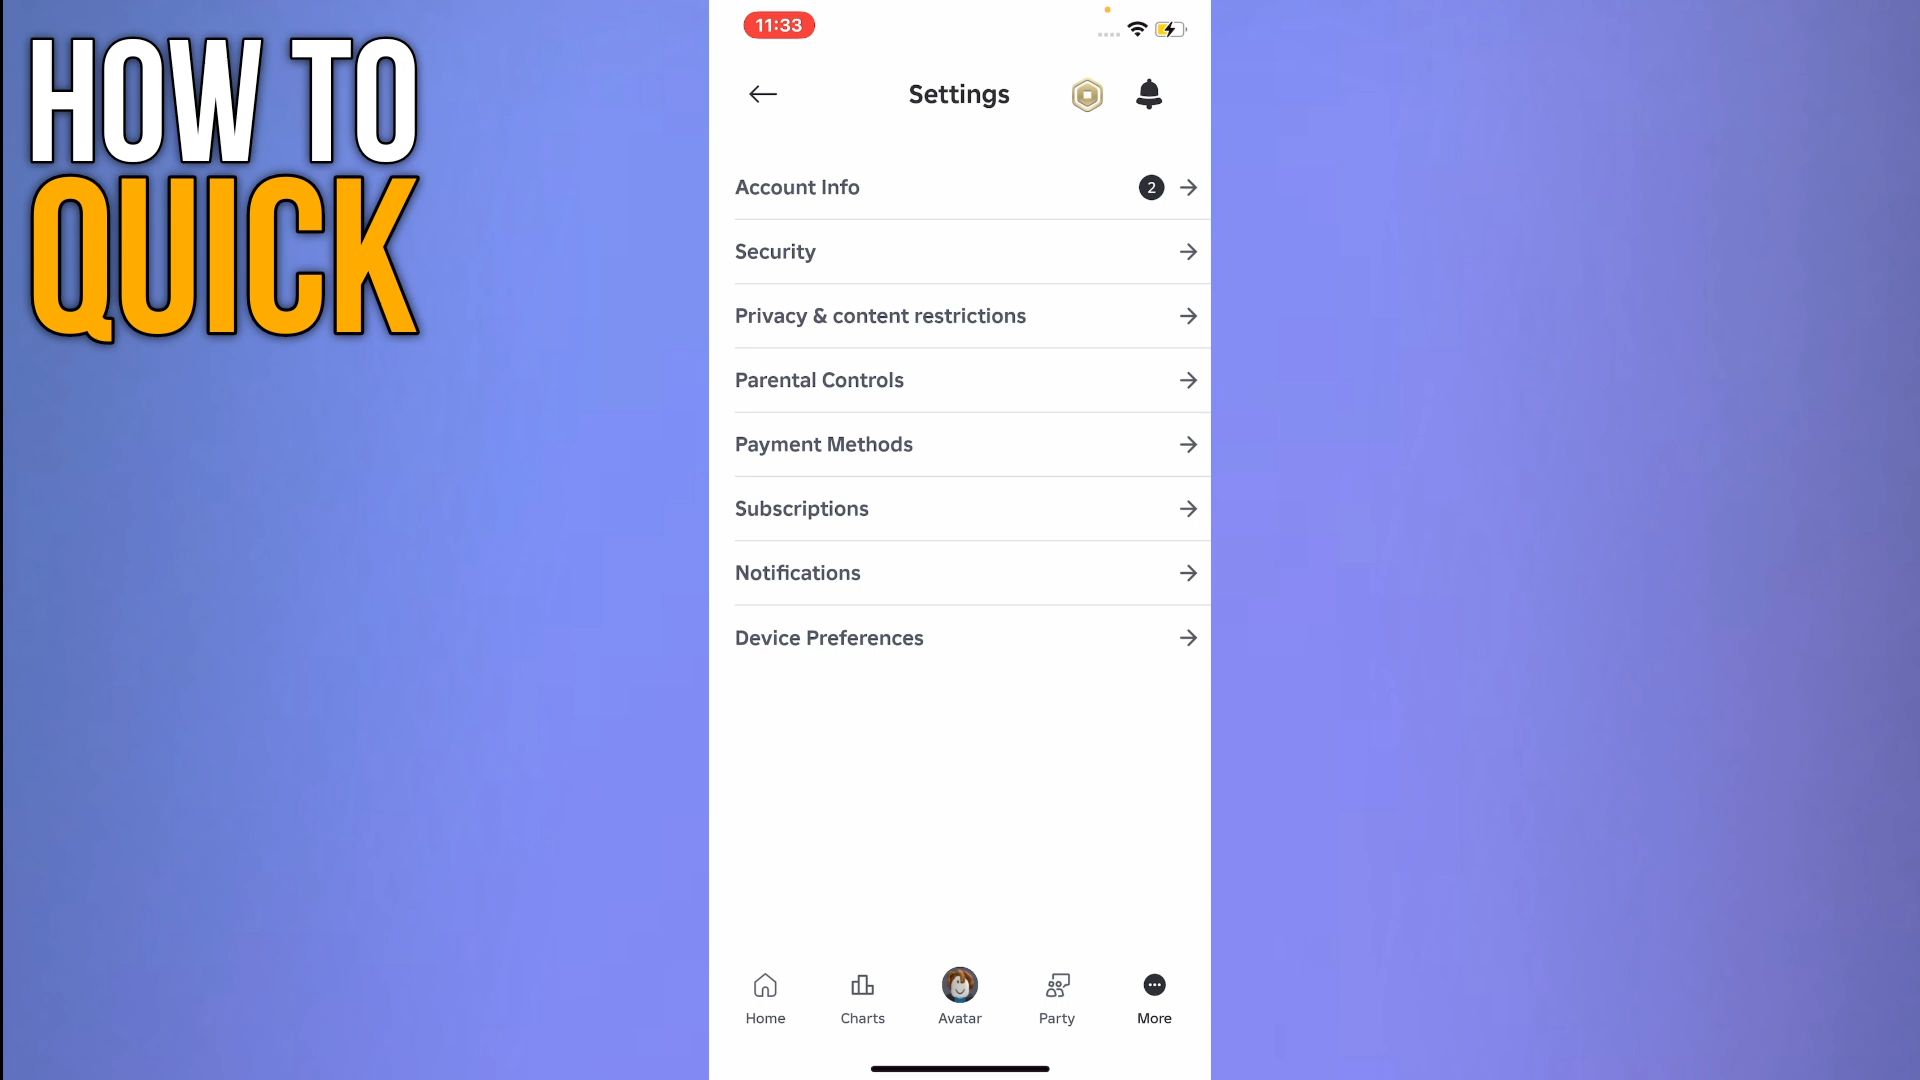 HOW TO
QUICK
11:33
Settings
Account Info 2
Security
Privacy & content restrictions
Parental Controls
Payment Methods
Subscriptions
Notifications
Device Preferences
Home Charts Avatar Party More